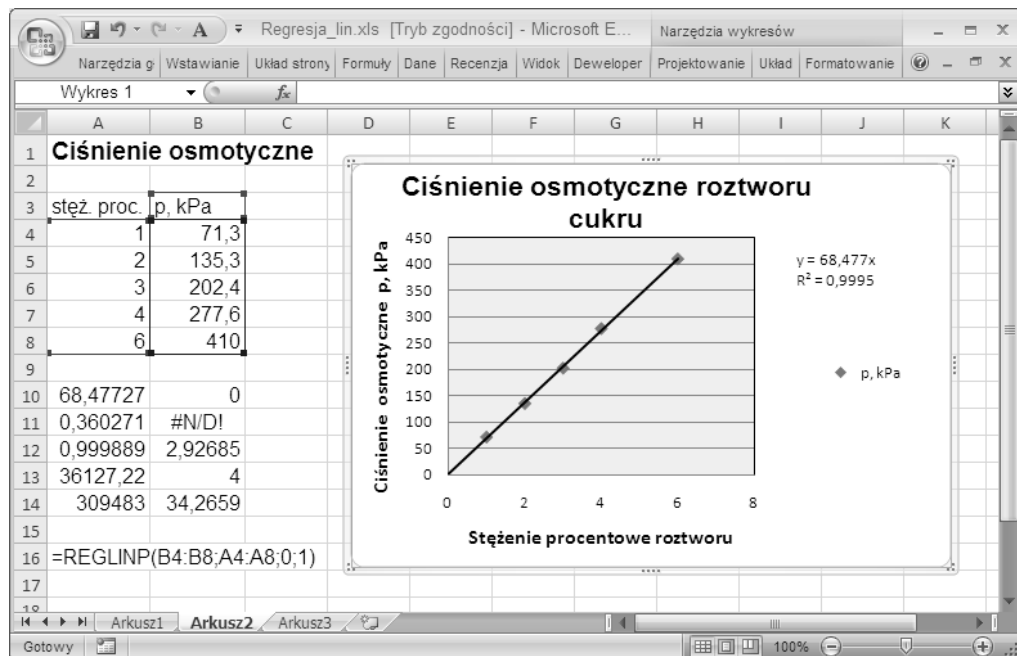 Regresja_lin.xls [Tryb zgodności] - Microsoft E... Narzędzia wykresów
Narzędzia g Wstawianie Układ strony Formuły Dane Recenzja Widok Deweloper Projektowanie Układ Formatowanie
Wykres 1 fx
A B C D E F G H I J K
1 Ciśnienie osmotyczne
2
3 stęż. proc. p, kPa
4 1 71,3
5 2 135,3
6 3 202,4
7 4 277,6
8 6 410
9
10 68,47727 0
11 0,360271 #N/D!
12 0,999889 2,92685
13 36127,22 4
14 309483 34,2659
15
16 =REGLINP(B4:B8;A4:A8;0;1)
17
18
Ciśnienie osmotyczne roztworu
cukru
Ciśnienie osmotyczne p, kPa
450
400
350
300
250
200
150
100
50
0
0 2 4 6 8
Stężenie procentowe roztworu
y = 68,477x
R² = 0,9995
p, kPa
Arkusz1 Arkusz2 Arkusz3
Gotowy 100%